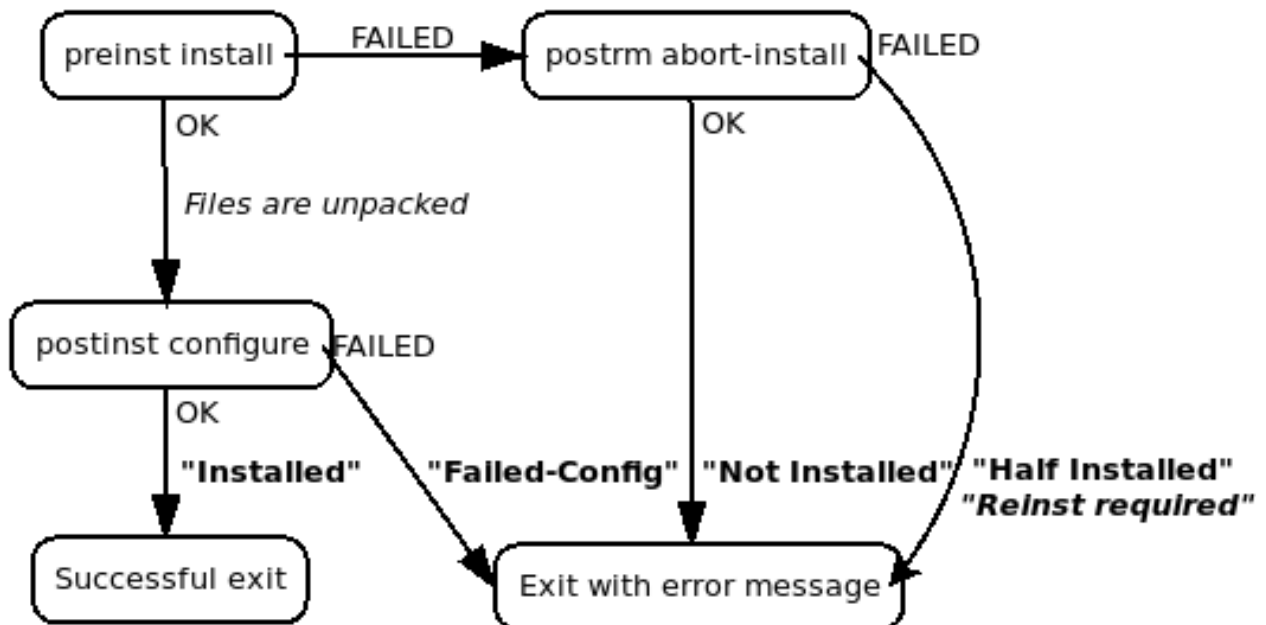 preinst install
FAILED
postrm abort-install
FAILED
OK
OK
Files are unpacked
postinst configure
FAILED
OK
"Installed"
"Failed-Config"
"Not Installed"
"Half Installed"
"Reinst required"
Successful exit
Exit with error message